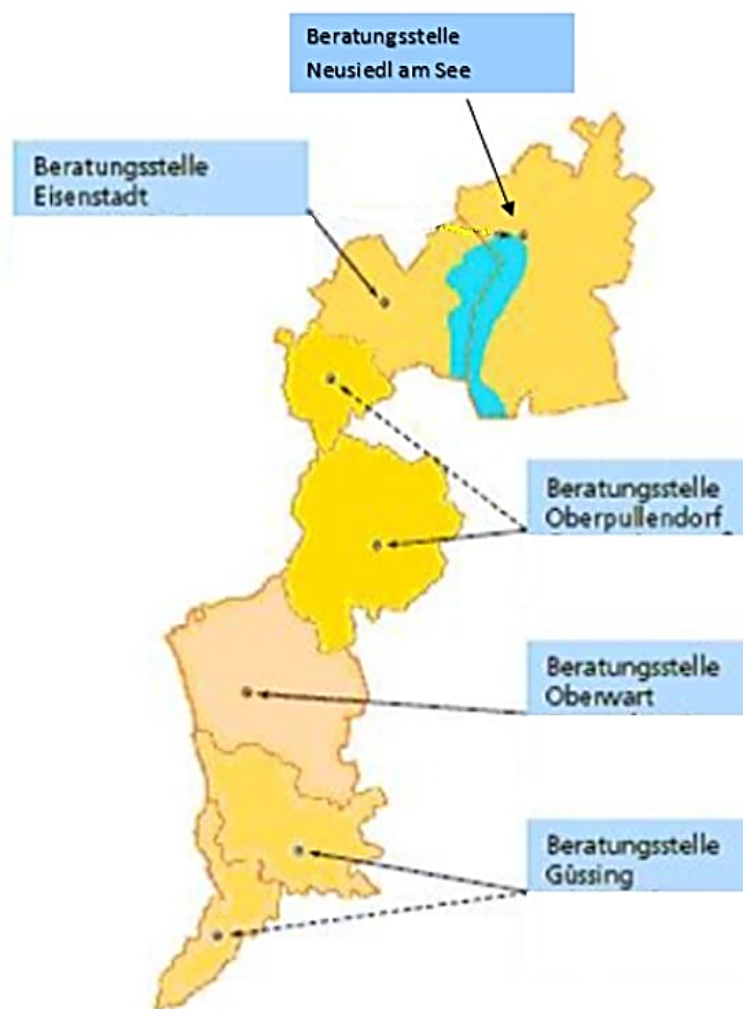 Beratungsstelle
Neusiedl am See
Beratungsstelle
Eisenstadt
Beratungsstelle
Oberpullendorf
Beratungsstelle
Oberwart
Beratungsstelle
Güssing